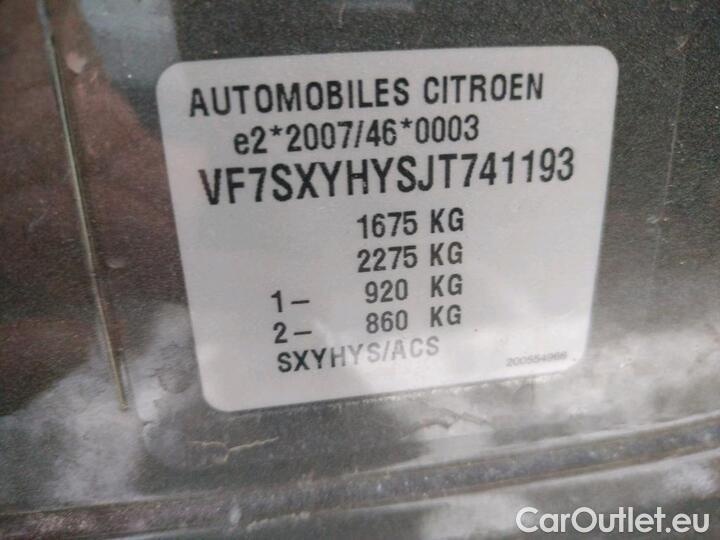 AUTOMOBILES CITROEN
e2*2007/46*0003
VF7SXYHYSJT741193
1675 KG
2275 KG
1- 920 KG
2- 860 KG
SXYHYS/ACS
200554966
CarOutlet.eu